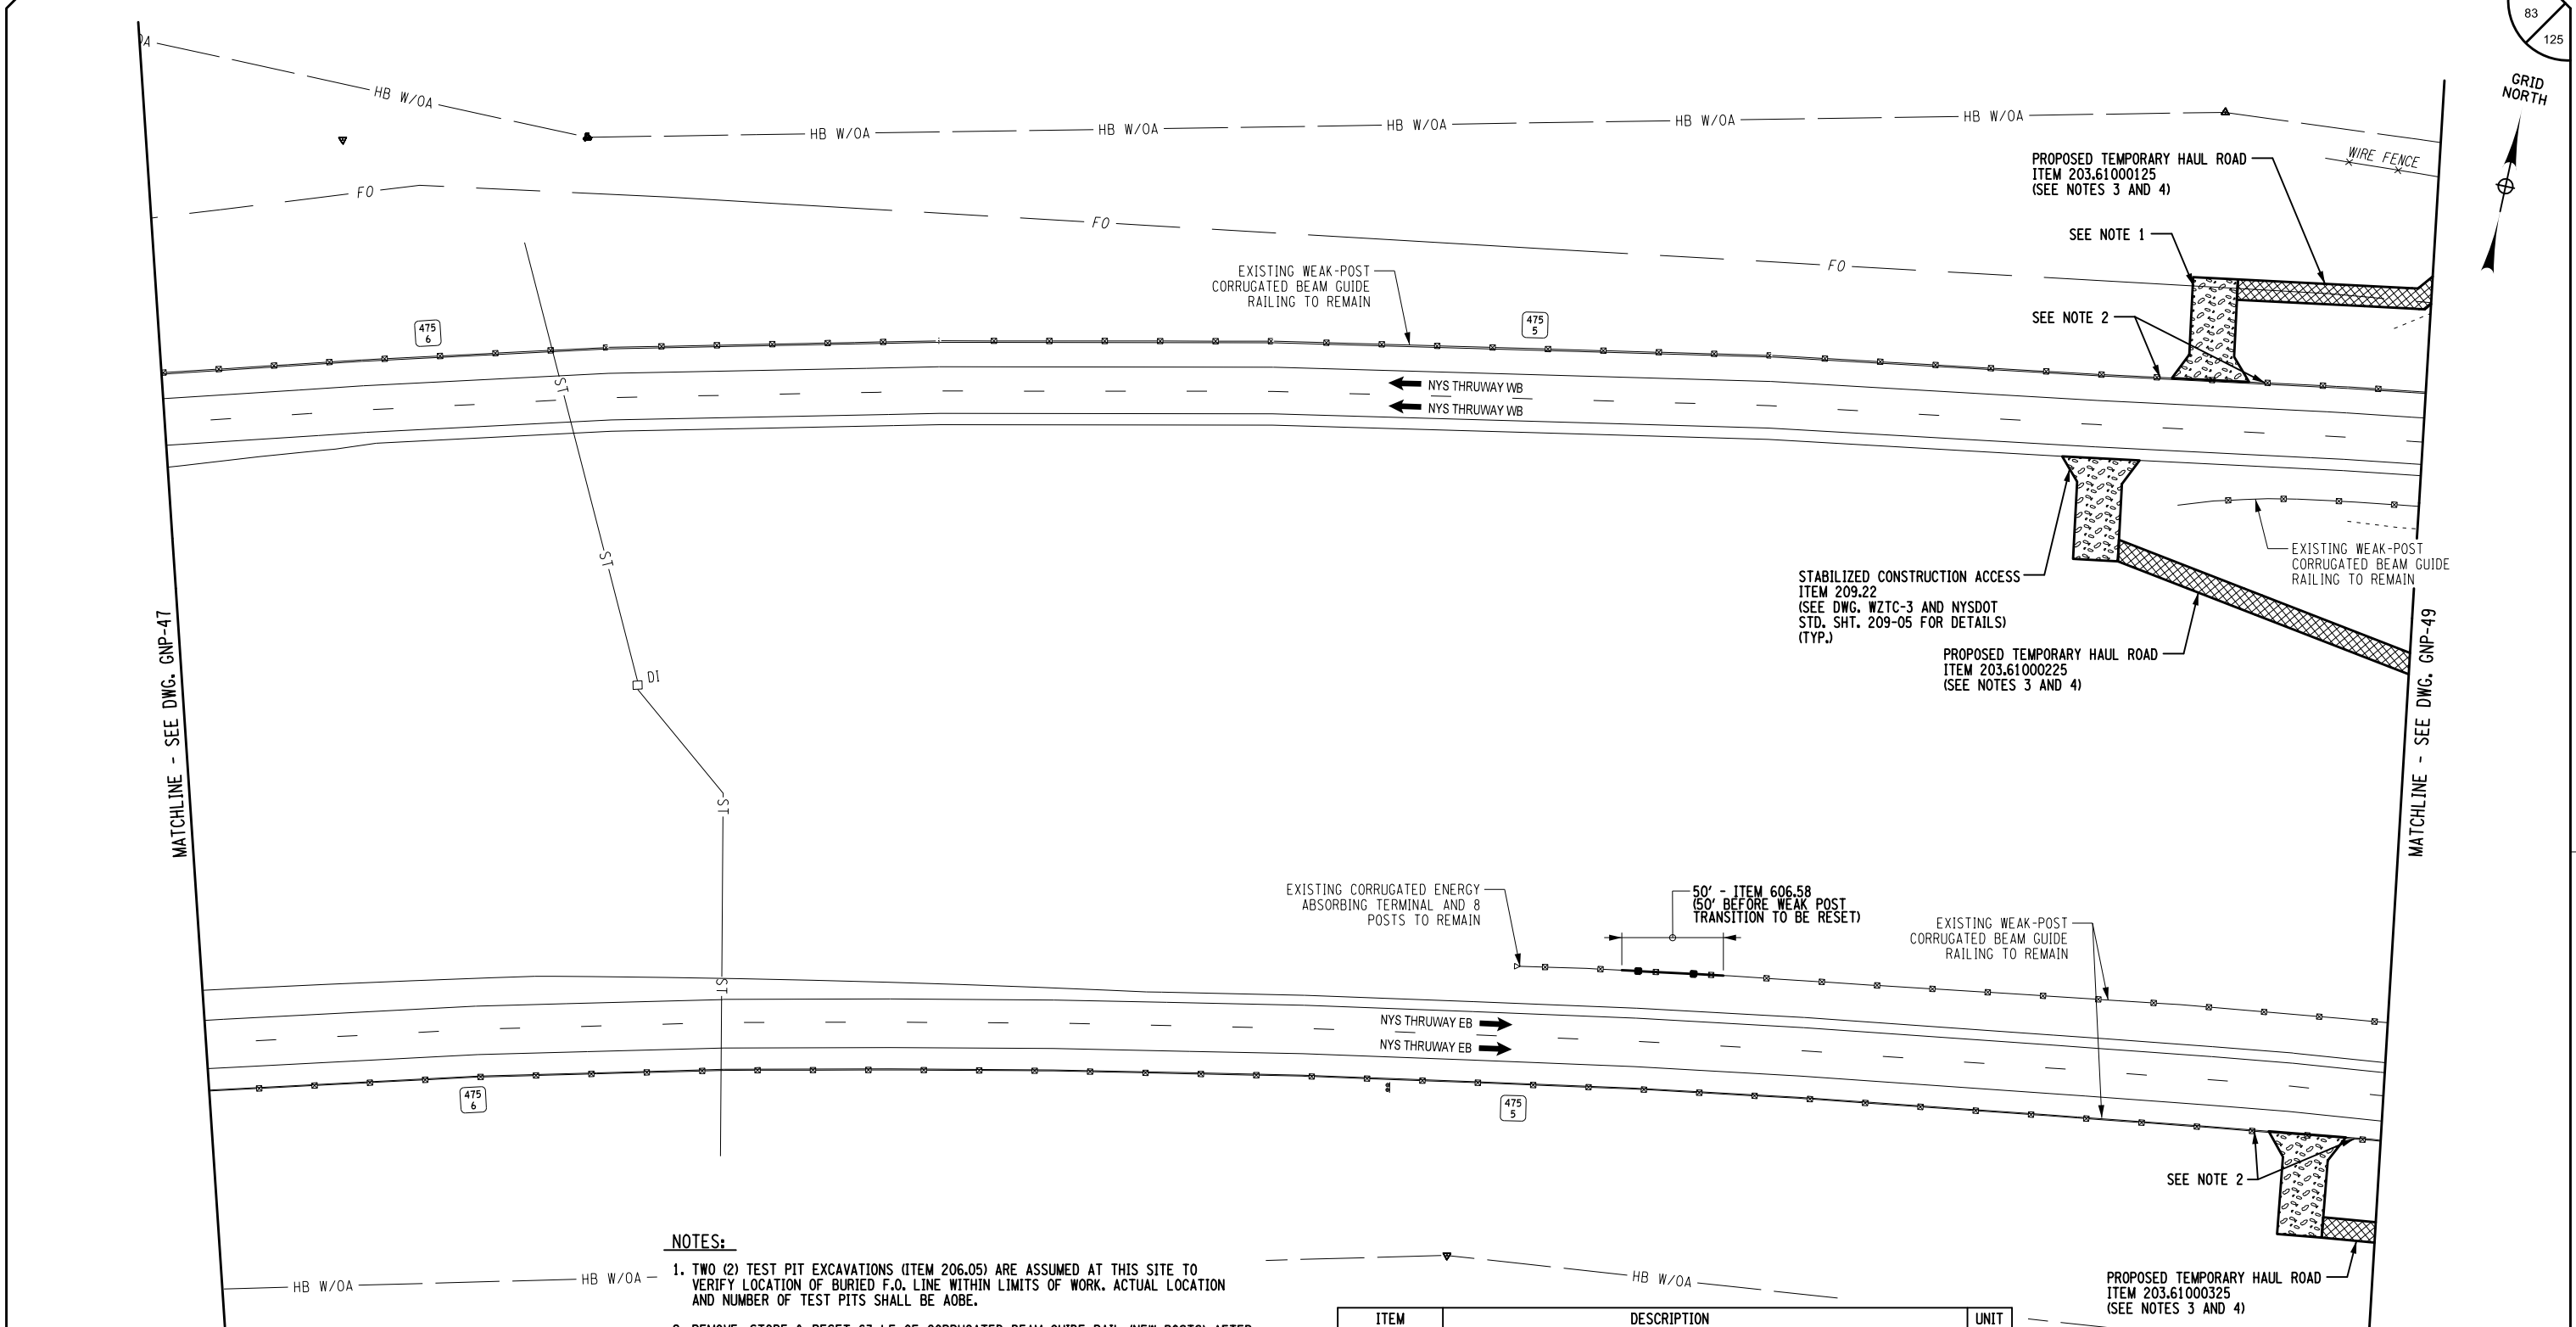 83
125
GRID
NORTH
HB W/OA
HB W/OA
HB W/OA
HB W/OA
HB W/OA
HB W/OA
WIRE FENCE
PROPOSED TEMPORARY HAUL ROAD
ITEM 203.61000125
(SEE NOTES 3 AND 4)
FO
FO
FO
SEE NOTE 1
EXISTING WEAK-POST
CORRUGATED BEAM GUIDE
RAILING TO REMAIN
SEE NOTE 2
475
6
475
5
ST
NYS THRUWAY WB
NYS THRUWAY WB
ST
EXISTING WEAK-POST
CORRUGATED BEAM GUIDE
RAILING TO REMAIN
STABILIZED CONSTRUCTION ACCESS
ITEM 209.22
(SEE DWG. WZTC-3 AND NYSDOT
STD. SHT. 209-05 FOR DETAILS)
(TYP.)
PROPOSED TEMPORARY HAUL ROAD
ITEM 203.61000225
(SEE NOTES 3 AND 4)
MATCHLINE - SEE DWG. GNP-47
MATCHLINE - SEE DWG. GNP-49
DI
ST
EXISTING CORRUGATED ENERGY
ABSORBING TERMINAL AND 8
POSTS TO REMAIN
50' - ITEM 606.58
(50' BEFORE WEAK POST
TRANSITION TO BE RESET)
EXISTING WEAK-POST
CORRUGATED BEAM GUIDE
RAILING TO REMAIN
ST
NYS THRUWAY EB
NYS THRUWAY EB
475
6
475
5
SEE NOTE 2
NOTES:
1. TWO (2) TEST PIT EXCAVATIONS (ITEM 206.05) ARE ASSUMED AT THIS SITE TO
VERIFY LOCATION OF BURIED F.O. LINE WITHIN LIMITS OF WORK. ACTUAL LOCATION
AND NUMBER OF TEST PITS SHALL BE AOBE.
HB W/OA
HB W/OA
HB W/OA
PROPOSED TEMPORARY HAUL ROAD
ITEM 203.61000325
(SEE NOTES 3 AND 4)
ITEM DESCRIPTION UNIT